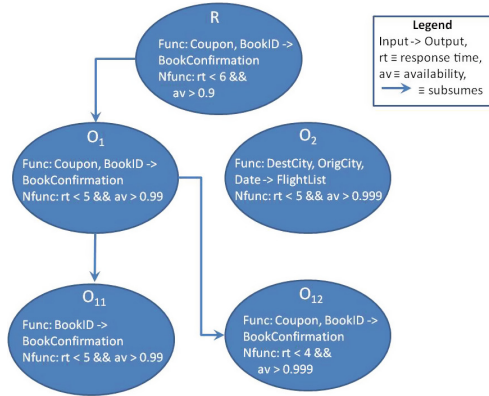 R
Func: Coupon, BookID ->
BookConfirmation
Nfunc: rt < 6 &&
av > 0.9
Legend
Input -> Output,
rt ≡ response time,
av ≡ availability,
≡ subsumes
O1
Func: Coupon, BookID ->
BookConfirmation
Nfunc: rt < 5 && av > 0.99
O2
Func: DestCity, OrigCity,
Date -> FlightList
Nfunc: rt < 5 && av > 0.999
O11
Func: BookID ->
BookConfirmation
Nfunc: rt < 5 && av > 0.99
O12
Func: Coupon, BookID ->
BookConfirmation
Nfunc: rt < 4 &&
av > 0.999